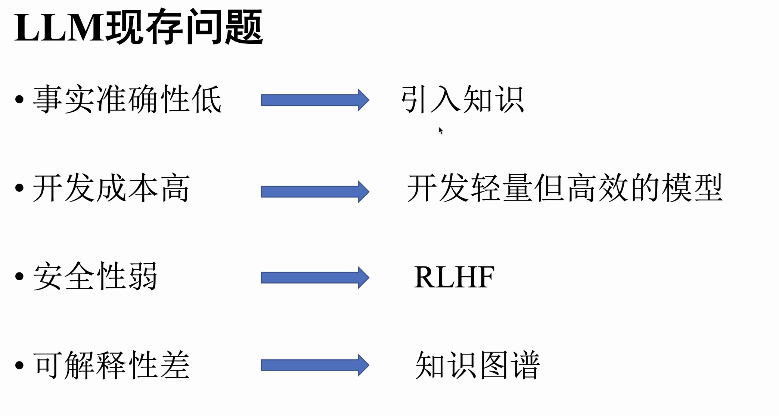 LLM现存问题
• 事实准确性低 引入知识
• 开发成本高 开发轻量但高效的模型
• 安全性弱 RLHF
• 可解释性差 知识图谱